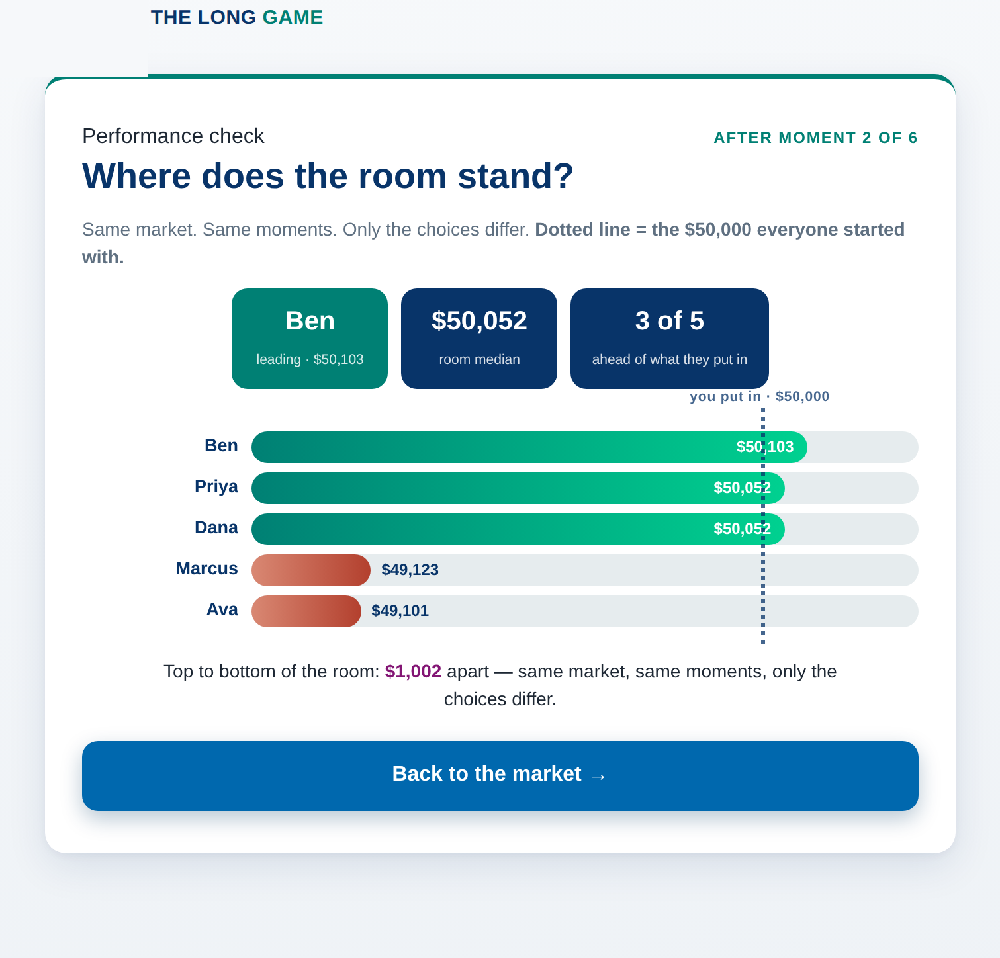 THE LONG GAME
Performance check
AFTER MOMENT 2 OF 6
Where does the room stand?
Same market. Same moments. Only the choices differ. Dotted line = the $50,000 everyone started
with.
Ben
leading · $50,103
$50,052
room median
3 of 5
ahead of what they put in
you put in · $50,000
Ben $50,103
Priya $50,052
Dana $50,052
Marcus $49,123
Ava $49,101
Top to bottom of the room: $1,002 apart — same market, same moments, only the
choices differ.
Back to the market →